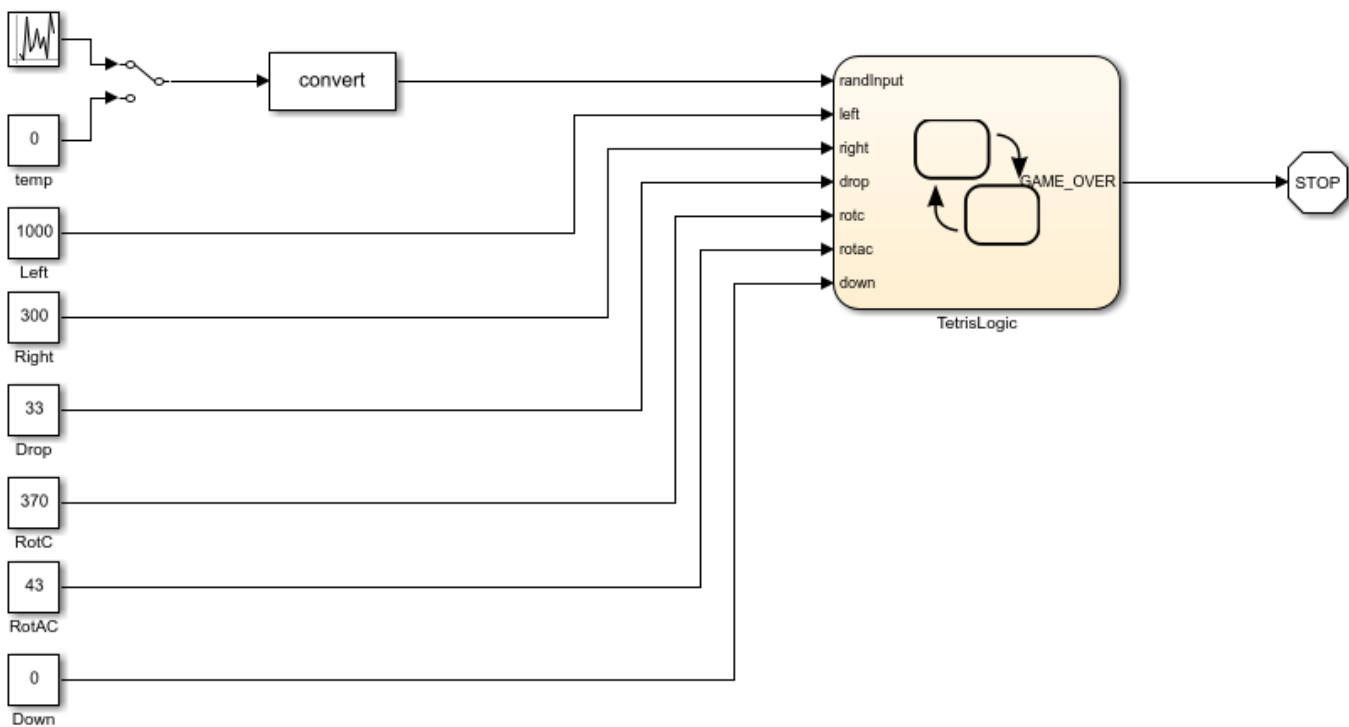 convert
0
temp
1000
Left
300
Right
33
Drop
370
RotC
43
RotAC
0
Down
randInput
left
right
drop
rotc
rotac
down
GAME_OVER
TetrisLogic
STOP